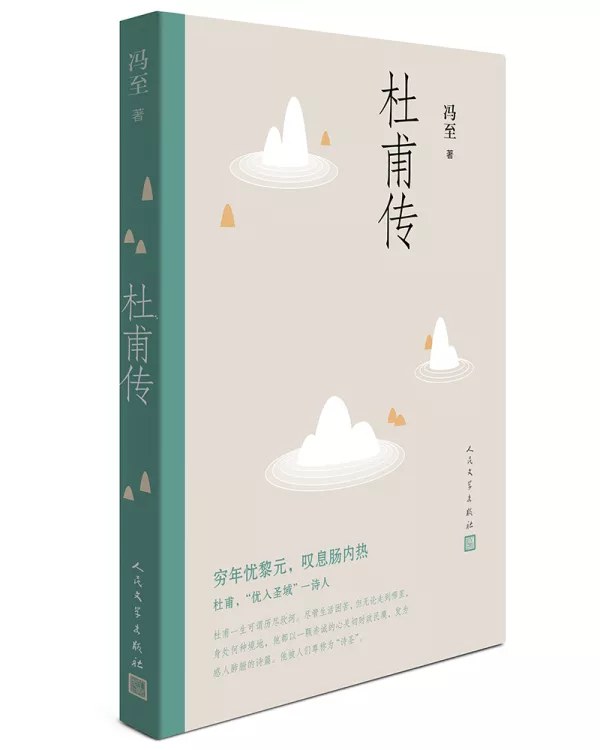 冯至
著
杜甫传
人民文学出版社
杜甫传
冯至
著
人民文学出版社
穷年忧黎元，叹息肠内热
杜甫，“优入圣域”一诗人
杜甫一生可谓历尽坎坷。尽管生活困苦，但无论走到哪里，
身处何种境地，他都以一颗赤诚的心关切时政民瘼，发为
感人肺腑的诗篇。他被人们尊称为“诗圣”。